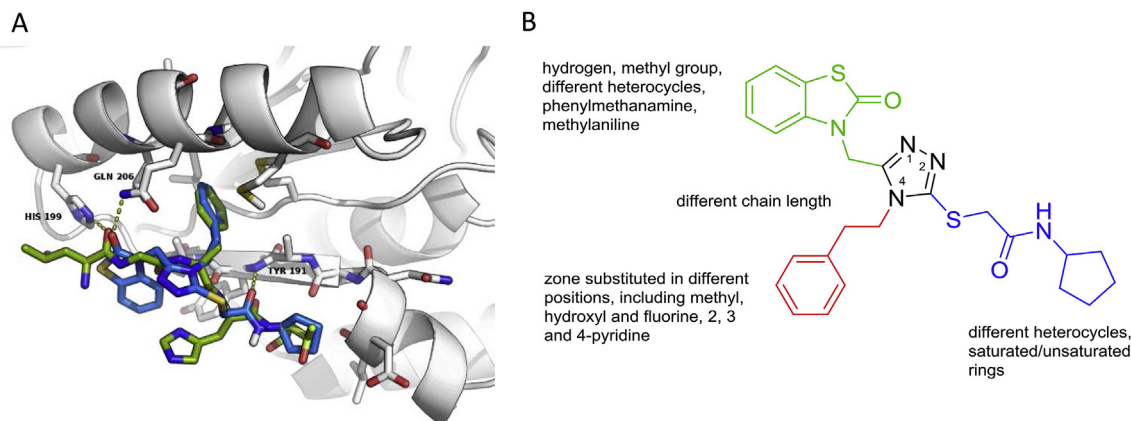 A
GLN 206
HIS 199
TYR 191
B
hydrogen, methyl group,
different heterocycles,
phenylmethanamine,
methylaniline
S
O
N
N
1
N
2
4
N
different chain length
S
H
N
O
zone substituted in different
positions, including methyl,
hydroxyl and fluorine, 2, 3
and 4-pyridine
different heterocycles,
saturated/unsaturated
rings